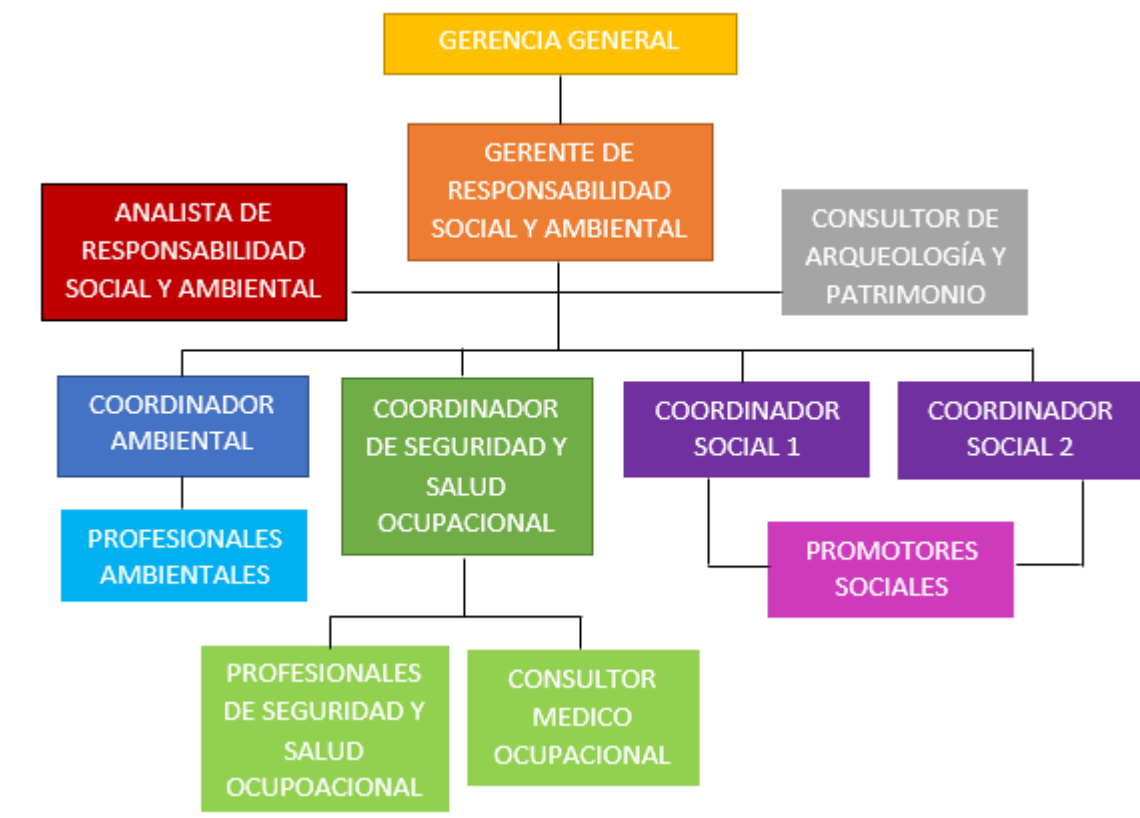 GERENCIA GENERAL
GERENTE DE
RESPONSABILIDAD
SOCIAL Y AMBIENTAL
ANALISTA DE
RESPONSABILIDAD
SOCIAL Y AMBIENTAL
CONSULTOR DE
ARQUEOLOGÍA Y
PATRIMONIO
COORDINADOR
AMBIENTAL
COORDINADOR
DE SEGURIDAD Y
SALUD
OCUPACIONAL
COORDINADOR
SOCIAL 1
COORDINADOR
SOCIAL 2
PROFESIONALES
AMBIENTALES
PROMOTORES
SOCIALES
PROFESIONALES
DE SEGURIDAD Y
SALUD
OCUPOACIONAL
CONSULTOR
MEDICO
OCUPACIONAL